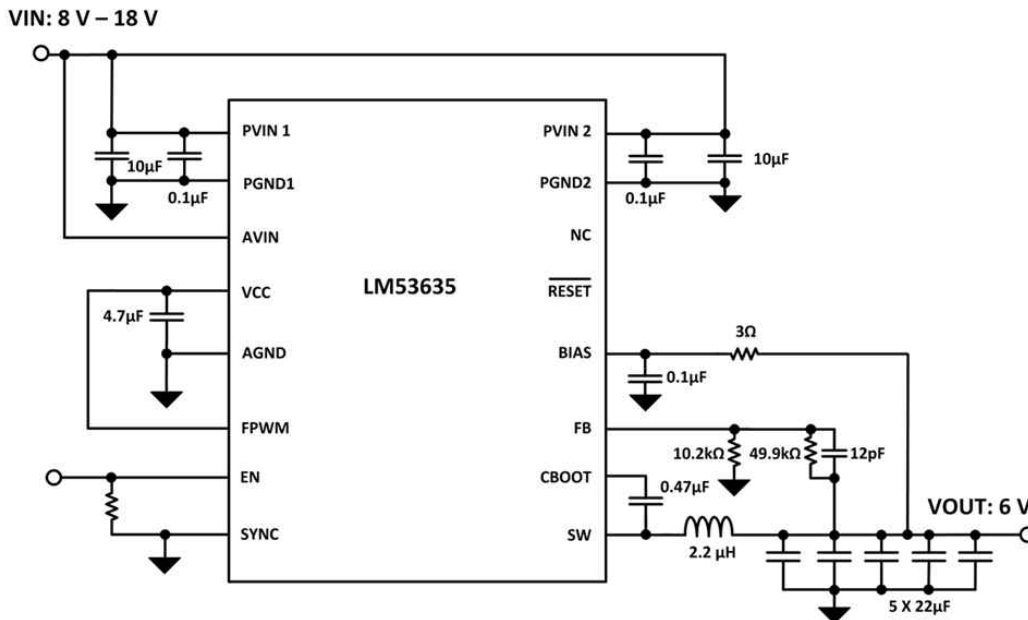 VIN: 8 V – 18 V
PVIN 1
PVIN 2
10µF
0.1µF
PGND1
PGND2
0.1µF
10µF
AVIN
NC
LM53635
VCC
RESET
4.7µF
3Ω
AGND
BIAS
0.1µF
FPWM
FB
10.2kΩ
49.9kΩ
12pF
EN
CBOOT
0.47µF
VOUT: 6 V
SYNC
SW
2.2 µH
5 X 22µF